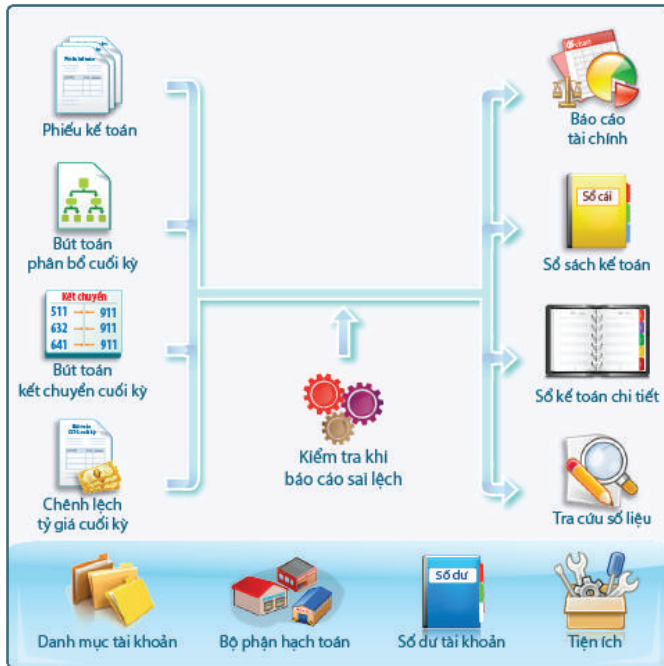 Phiếu kế toán
Bút toán
phân bổ cuối kỳ
Kết chuyển
511 911
632 911
641 911
Bút toán
kết chuyển cuối kỳ
Chênh lệch
tỷ giá cuối kỳ
Kiểm tra khi
báo cáo sai lệch
chart
Báo cáo
tài chính
Sổ cái
Sổ sách kế toán
Sổ kế toán chi tiết
Tra cứu số liệu
Danh mục tài khoản
Bộ phận hạch toán
Số dư
Số dư tài khoản
Tiện ích